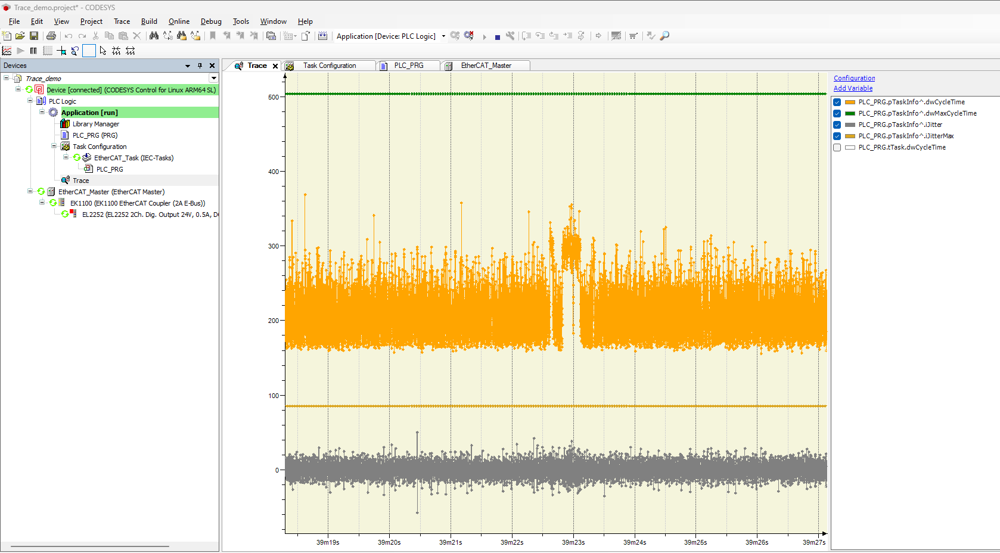 Trace_demo.project* - CODESYS
File Edit View Project Trace Build Online Debug Tools Window Help
Application [Device: PLC Logic]
Devices
Trace_demo
Device [connected] (CODESYS Control for Linux ARM64 SL)
PLC Logic
Application [run]
Library Manager
PLC_PRG (PRG)
Task Configuration
EtherCAT_Task (IEC-Tasks)
PLC_PRG
Trace
EtherCAT_Master (EtherCAT Master)
EK1100 (EK1100 EtherCAT Coupler (2A E-Bus))
EL2252 (EL2252 2Ch. Dig. Output 24V, 0.5A, D
Trace Task Configuration PLC_PRG EtherCAT_Master
500
400
300
200
100
0
39m19s 39m20s 39m21s 39m22s 39m23s 39m24s 39m25s 39m26s 39m27s
Configuration
Add Variable
PLC_PRG.pTaskInfo^.dwCycleTime
PLC_PRG.pTaskInfo^.dwMaxCycleTime
PLC_PRG.pTaskInfo^.iJitter
PLC_PRG.pTaskInfo^.iJitterMax
PLC_PRG.tTask.dwCycleTime